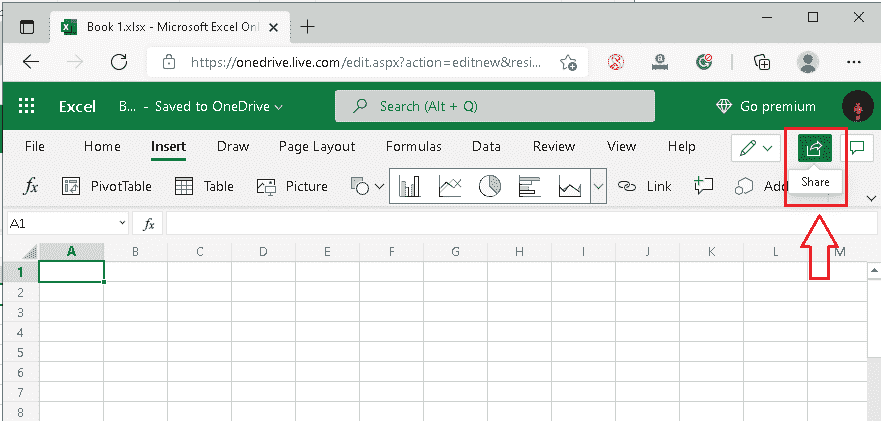 Book 1.xlsx - Microsoft Excel Onl
https://onedrive.live.com/edit.aspx?action=editnew&resi...
Excel B... - Saved to OneDrive Search (Alt + Q) Go premium
File Home Insert Draw Page Layout Formulas Data Review View Help
fx PivotTable Table Picture Link Add
Share
A1 fx
A B C D E F G H I J K L M
1
2
3
4
5
6
7
8